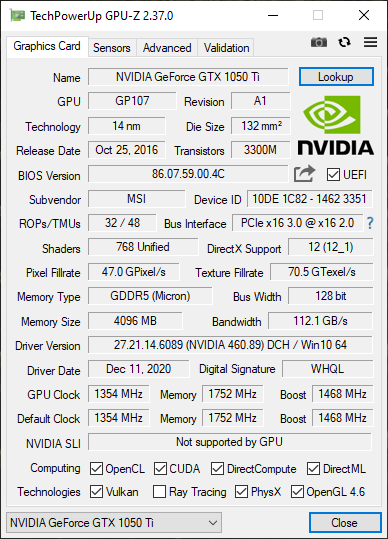 TechPowerUp GPU-Z 2.37.0
Graphics Card Sensors Advanced Validation
Name NVIDIA GeForce GTX 1050 Ti Lookup
GPU GP107 Revision A1
Technology 14 nm Die Size 132 mm²
Release Date Oct 25, 2016 Transistors 3300M
NVIDIA
BIOS Version 86.07.59.00.4C UEFI
Subvendor MSI Device ID 10DE 1C82 - 1462 3351
ROPs/TMUs 32 / 48 Bus Interface PCIe x16 3.0 @ x16 2.0 ?
Shaders 768 Unified DirectX Support 12 (12_1)
Pixel Fillrate 47.0 GPixel/s Texture Fillrate 70.5 GTexel/s
Memory Type GDDR5 (Micron) Bus Width 128 bit
Memory Size 4096 MB Bandwidth 112.1 GB/s
Driver Version 27.21.14.6089 (NVIDIA 460.89) DCH / Win10 64
Driver Date Dec 11, 2020 Digital Signature WHQL
GPU Clock 1354 MHz Memory 1752 MHz Boost 1468 MHz
Default Clock 1354 MHz Memory 1752 MHz Boost 1468 MHz
NVIDIA SLI Not supported by GPU
Computing OpenCL CUDA DirectCompute DirectML
Technologies Vulkan Ray Tracing PhysX OpenGL 4.6
NVIDIA GeForce GTX 1050 Ti Close